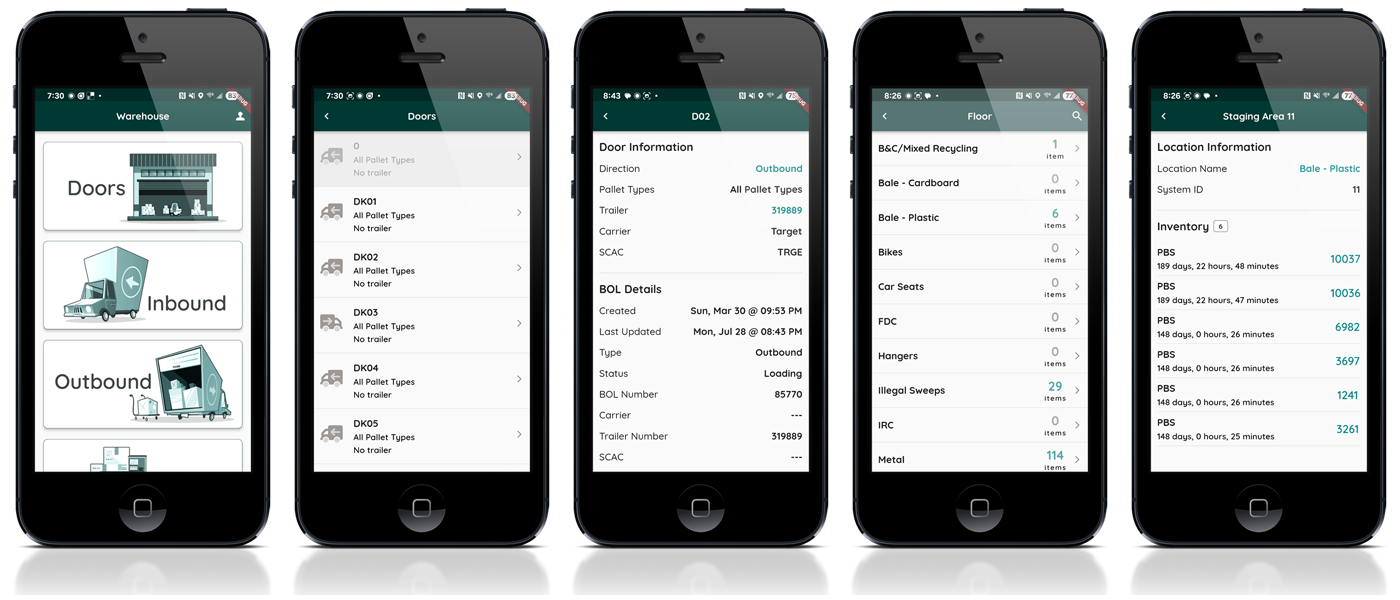 7:30
83
Warehouse
Doors
Inbound
Outbound
7:30
83
Doors
0
All Pallet Types
No trailer
DK01
All Pallet Types
No trailer
DK02
All Pallet Types
No trailer
DK03
All Pallet Types
No trailer
DK04
All Pallet Types
No trailer
DK05
All Pallet Types
No trailer
8:43
D02
Door Information
Direction Outbound
Pallet Types All Pallet Types
Trailer 319889
Carrier Target
SCAC TRGE
BOL Details
Created Sun, Mar 30 @ 09:53 PM
Last Updated Mon, Jul 28 @ 08:43 PM
Type Outbound
Status Loading
BOL Number 85770
Carrier ---
Trailer Number 319889
SCAC ---
8:26
77
Floor
B&C/Mixed Recycling 1
item
Bale - Cardboard 0
items
Bale - Plastic 6
items
Bikes 0
items
Car Seats 0
items
FDC 0
items
Hangers 0
items
Illegal Sweeps 29
items
IRC 0
items
Metal 114
items
8:26
77
Staging Area 11
Location Information
Location Name Bale - Plastic
System ID 11
Inventory 6
PBS
189 days, 22 hours, 48 minutes 10037
PBS
189 days, 22 hours, 47 minutes 10036
PBS
148 days, 0 hours, 26 minutes 6982
PBS
148 days, 0 hours, 26 minutes 3697
PBS
148 days, 0 hours, 26 minutes 1241
PBS
148 days, 0 hours, 25 minutes 3261